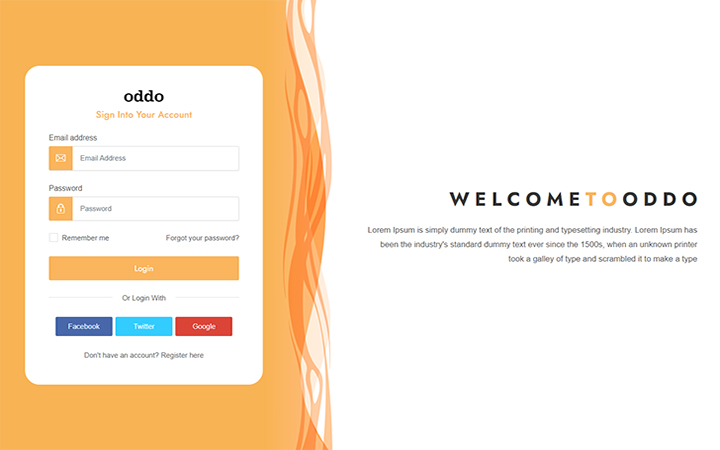 oddo
Sign Into Your Account
Email address
Email Address
Password
Password
Remember me Forgot your password?
Login
Or Login With
Facebook Twitter Google
Don't have an account? Register here
WELCOMETOODDO
Lorem Ipsum is simply dummy text of the printing and typesetting industry. Lorem Ipsum has
been the industry's standard dummy text ever since the 1500s, when an unknown printer
took a galley of type and scrambled it to make a type